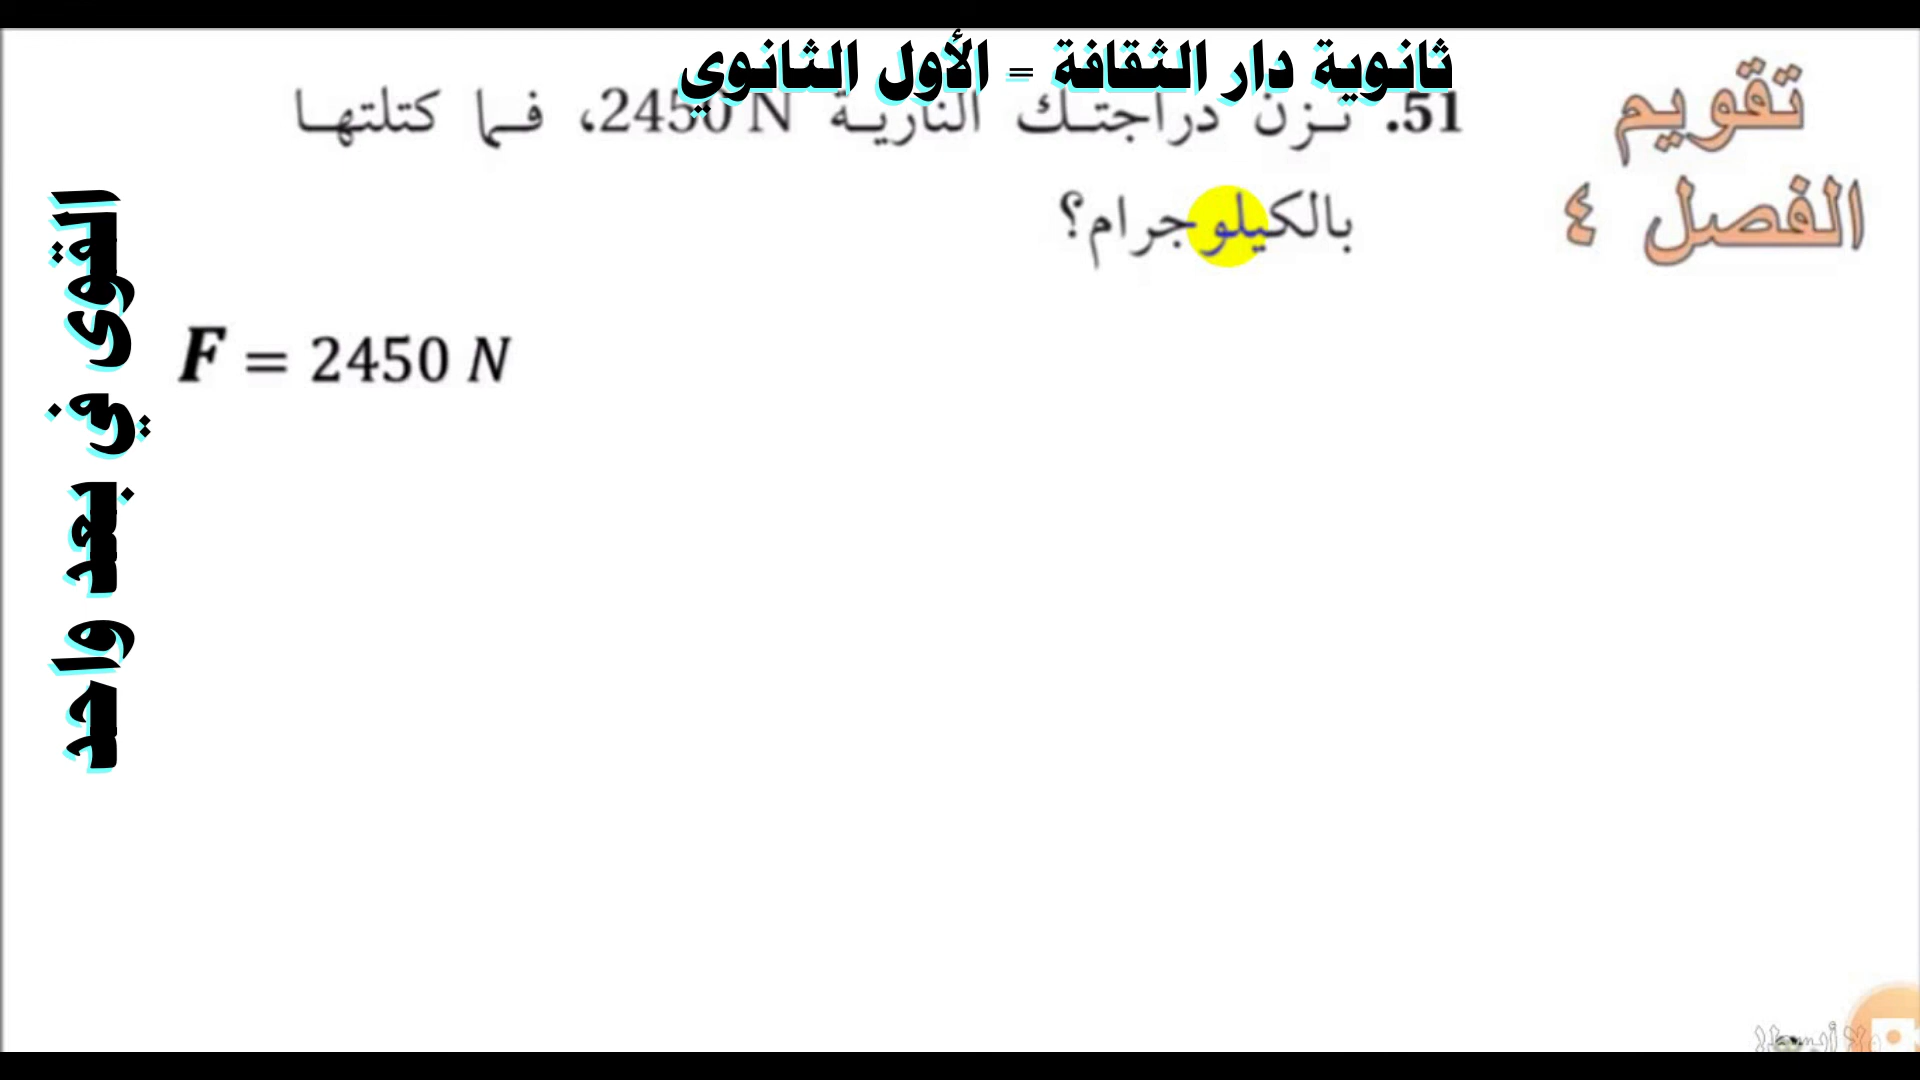 ثانوية دار الثقافة = الأول الثانوي
تقويم
الفصل ٤
51. تزن دراجتك النارية 2450 N، فما كتلتها
بالكيلوجرام؟
F = 2450 N
القوى في بعد واحد